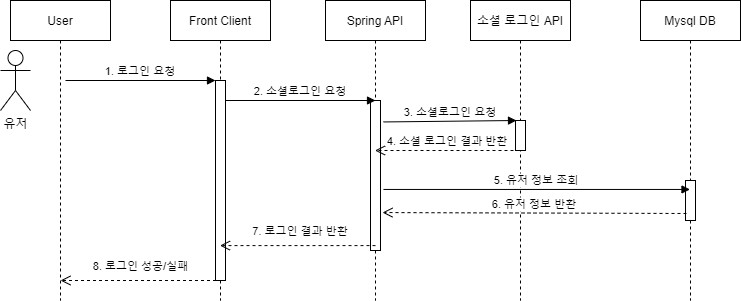 User
Front Client
Spring API
소셜 로그인 API
Mysql DB
유저
1. 로그인 요청
2. 소셜로그인 요청
3. 소셜로그인 요청
4. 소셜 로그인 결과 반환
5. 유저 정보 조회
6. 유저 정보 반환
7. 로그인 결과 반환
8. 로그인 성공/실패